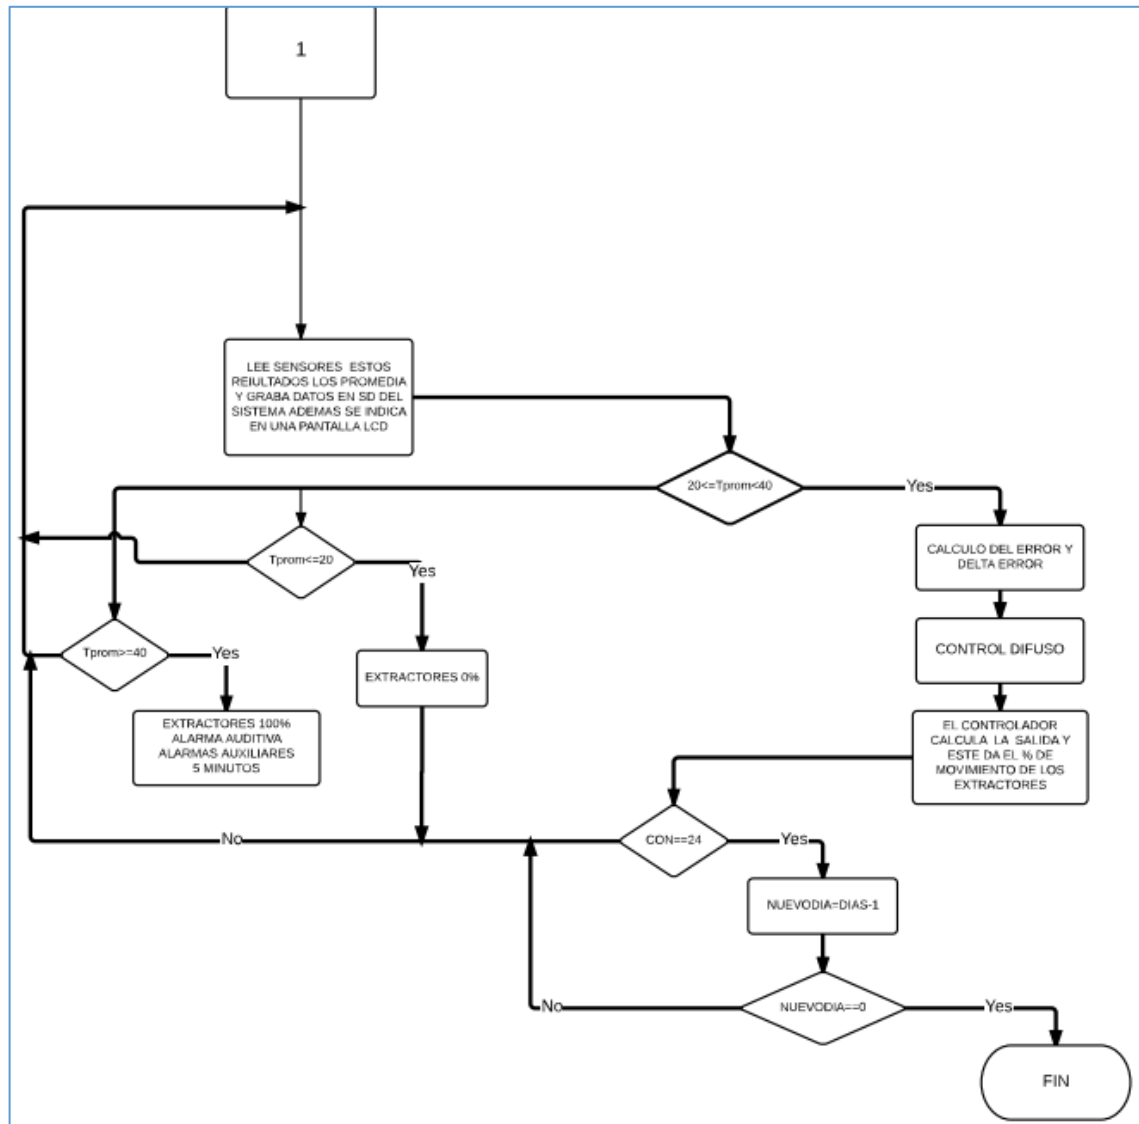 1
LEE SENSORES ESTOS
REIULTADOS LOS PROMEDIA
Y GRABA DATOS EN SD DEL
SISTEMA ADEMAS SE INDICA
EN UNA PANTALLA LCD
20<=Tprom<40
Yes
CALCULO DEL ERROR Y
DELTA ERROR
Tprom<=20
Yes
Tprom>=40
Yes
CONTROL DIFUSO
EXTRACTORES 0%
EXTRACTORES 100%
ALARMA AUDITIVA
ALARMAS AUXILIARES
5 MINUTOS
EL CONTROLADOR
CALCULA LA SALIDA Y
ESTE DA EL % DE
MOVIMIENTO DE LOS
EXTRACTORES
No
CON==24
Yes
NUEVODIA=DIAS-1
No
NUEVODIA==0
Yes
FIN